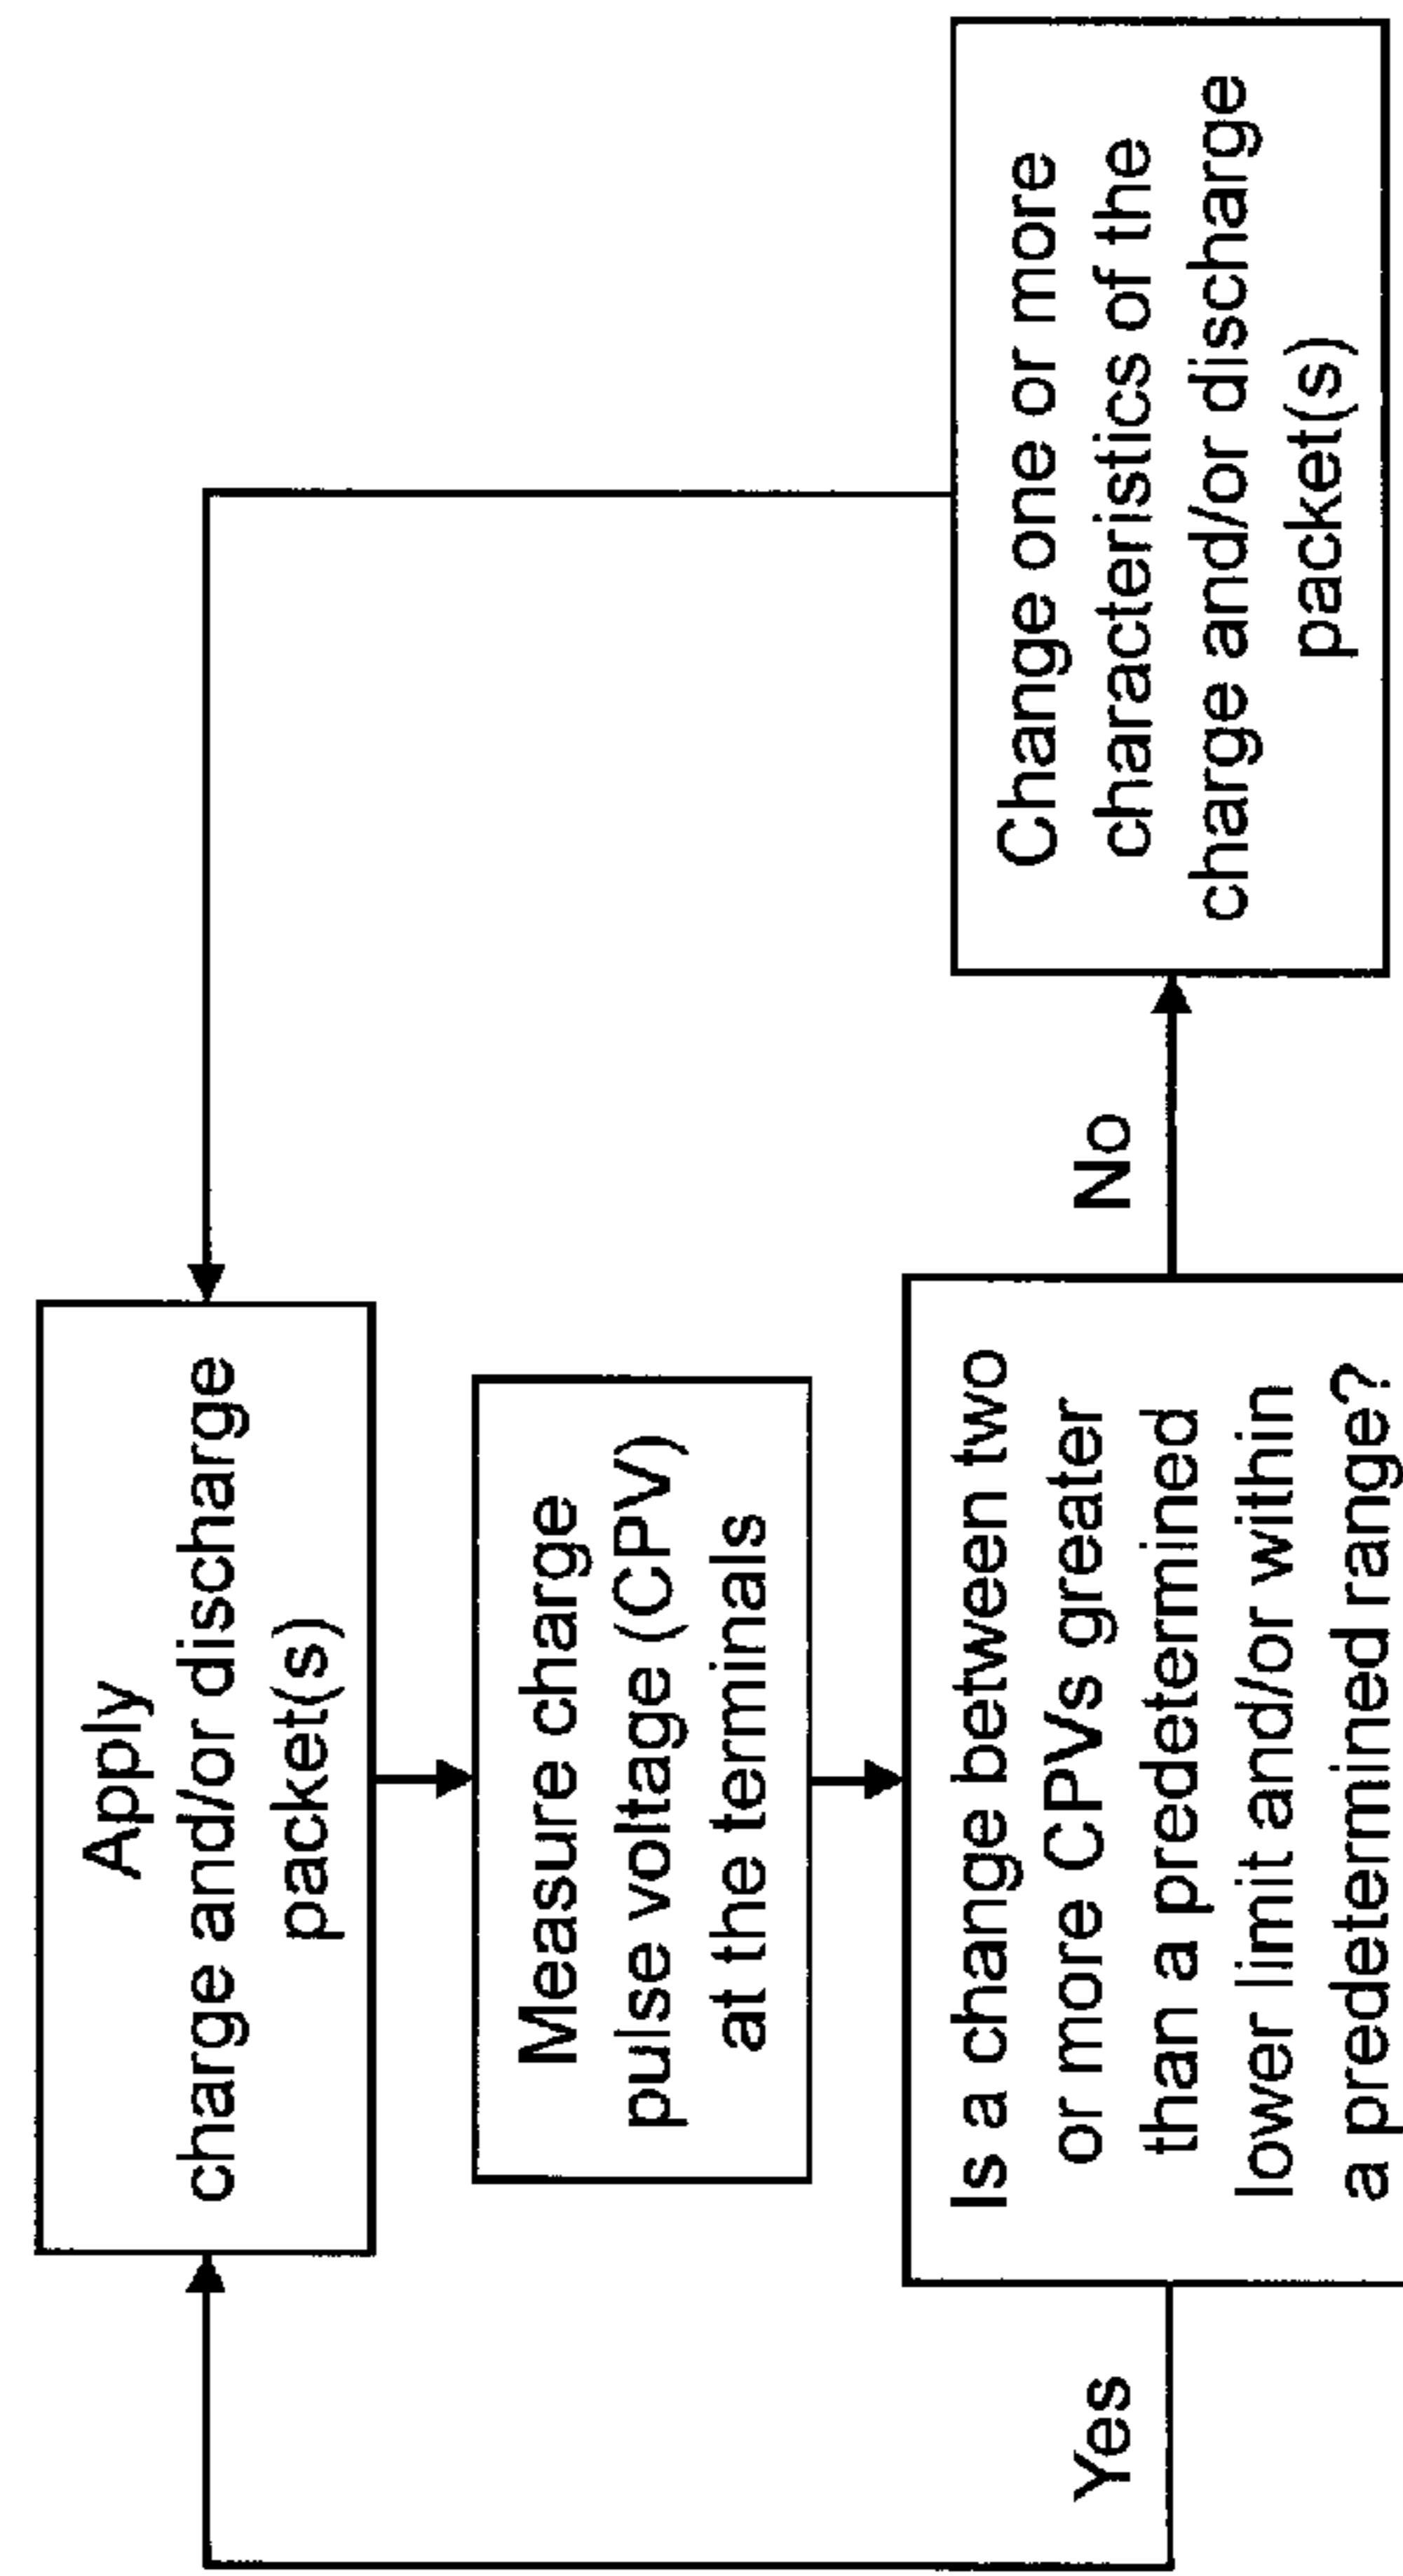 Apply
charge and/or discharge
packet(s)
Measure charge
pulse voltage (CPV)
at the terminals
Is a change between two
or more CPVs greater
than a predetermined
lower limit and/or within
a predetermined range?
Yes
No
Change one or more
characteristics of the
charge and/or discharge
packet(s)